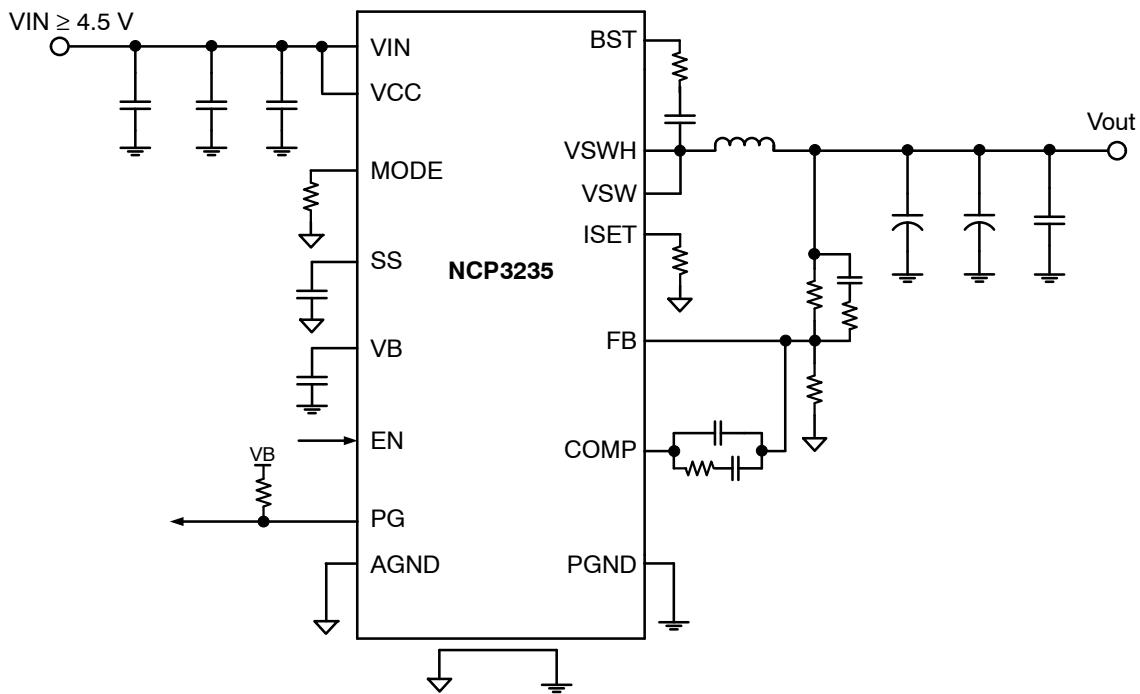 VIN ≥ 4.5 V
VIN
VCC
MODE
SS
VB
EN
VB
PG
AGND
NCP3235
BST
VSWH
VSW
ISET
FB
COMP
PGND
Vout